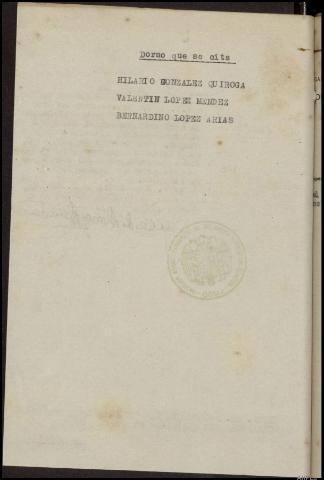 Dorso que se cita
HILARIO GONZALEZ QUIROGA
VALENTIN LOPEZ MENDEZ
BERNARDINO LOPEZ ARIAS